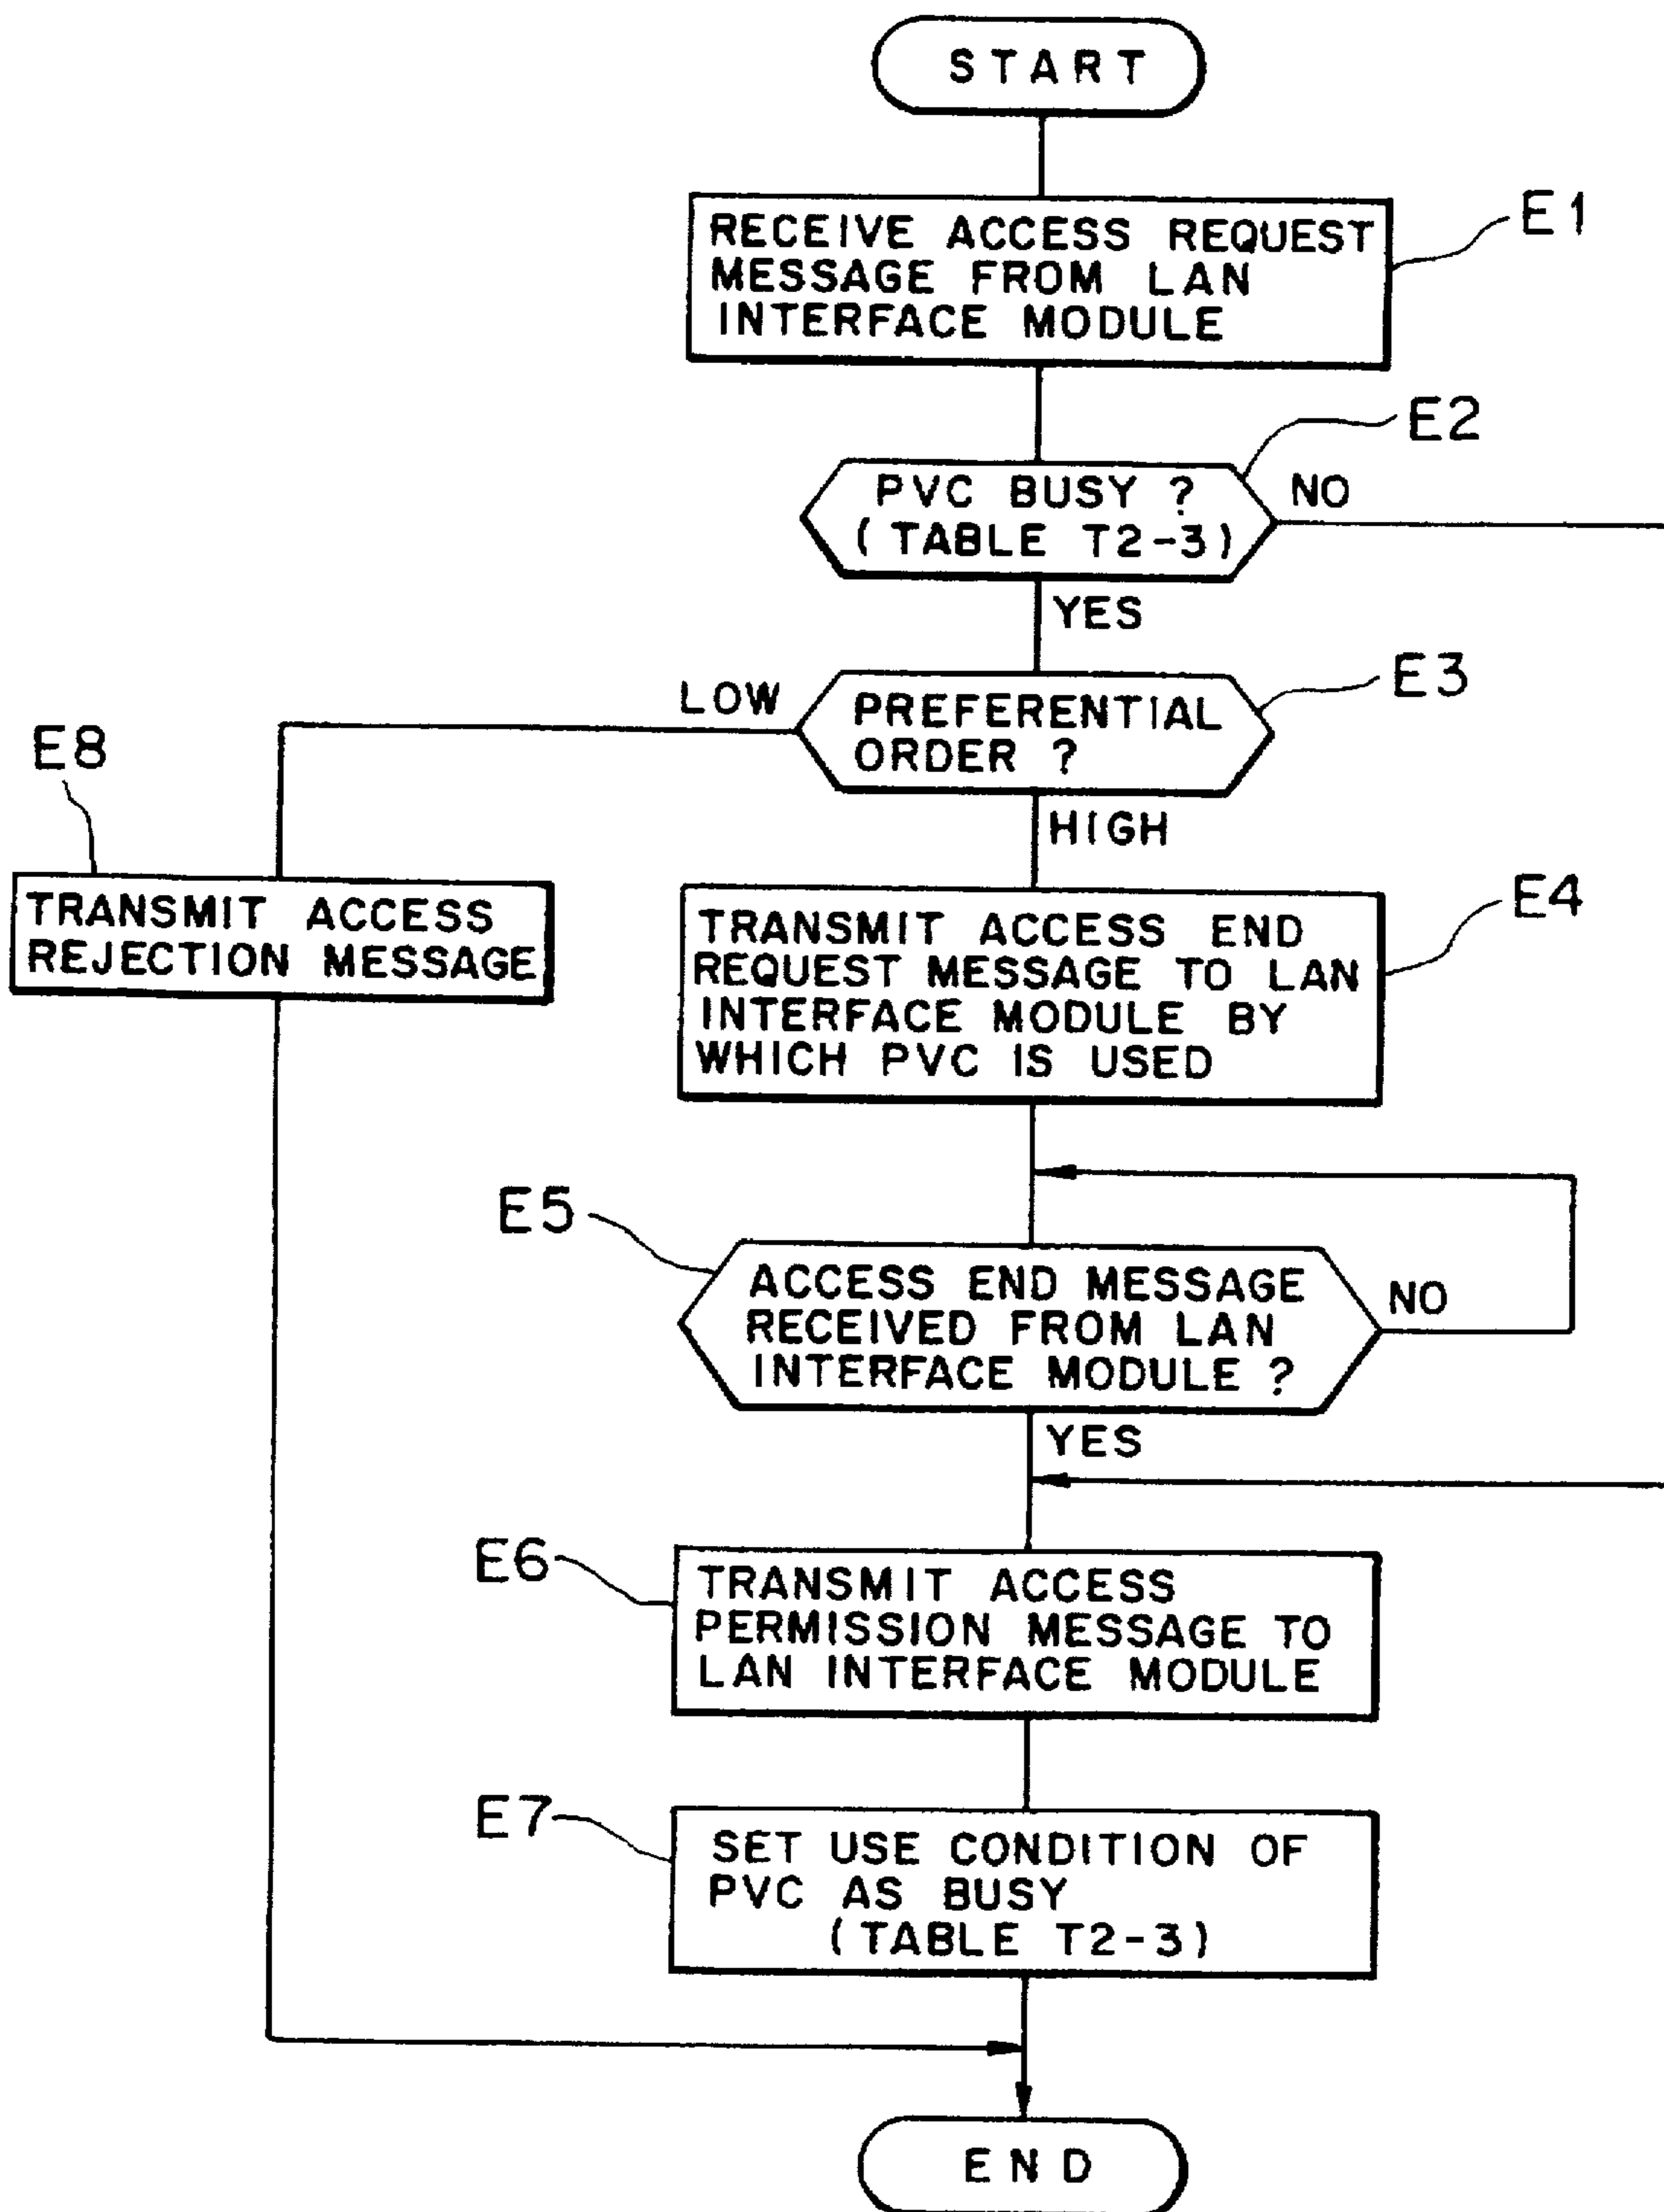 START
E1
RECEIVE ACCESS REQUEST
MESSAGE FROM LAN
INTERFACE MODULE
E2
PVC BUSY ?
(TABLE T2-3)
NO
YES
E3
LOW
PREFERENTIAL
ORDER ?
HIGH
E8
TRANSMIT ACCESS
REJECTION MESSAGE
E4
TRANSMIT ACCESS END
REQUEST MESSAGE TO LAN
INTERFACE MODULE BY
WHICH PVC IS USED
E5
ACCESS END MESSAGE
RECEIVED FROM LAN
INTERFACE MODULE ?
NO
YES
E6
TRANSMIT ACCESS
PERMISSION MESSAGE TO
LAN INTERFACE MODULE
E7
SET USE CONDITION OF
PVC AS BUSY
(TABLE T2-3)
END